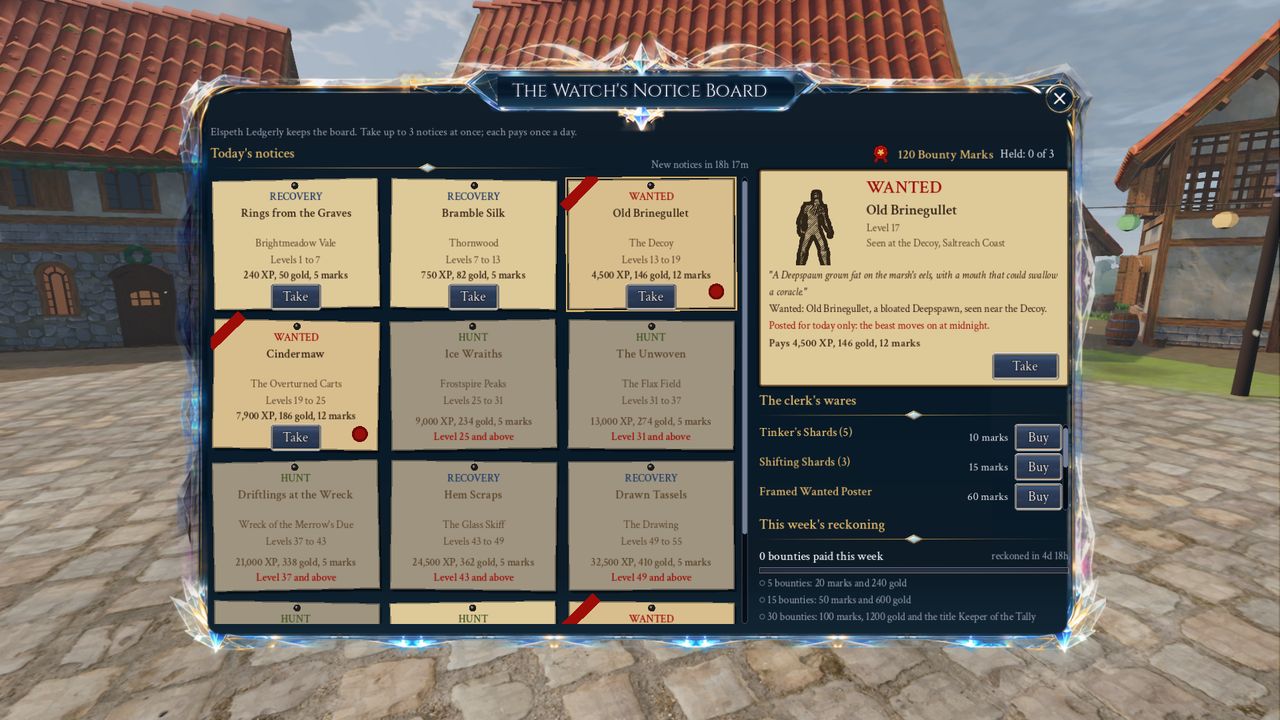 THE WATCH'S NOTICE BOARD
Elspeth Ledgerly keeps the board. Take up to 3 notices at once; each pays once a day.
Today's notices
New notices in 18h 17m
120 Bounty Marks
Held: 0 of 3
RECOVERY
Rings from the Graves
Brightmeadow Vale
Levels 1 to 7
240 XP, 50 gold, 5 marks
Take
RECOVERY
Bramble Silk
Thornwood
Levels 7 to 13
750 XP, 82 gold, 5 marks
Take
WANTED
Old Brinegullet
The Decoy
Levels 13 to 19
4,500 XP, 146 gold, 12 marks
Take
WANTED
Cindermaw
The Overturned Carts
Levels 19 to 25
7,900 XP, 186 gold, 12 marks
Take
HUNT
Ice Wraiths
Frostspire Peaks
Levels 25 to 31
9,000 XP, 234 gold, 5 marks
Level 25 and above
HUNT
The Unwoven
The Flax Field
Levels 31 to 37
13,000 XP, 274 gold, 5 marks
Level 31 and above
HUNT
Driftlings at the Wreck
Wreck of the Merrow's Due
Levels 37 to 43
21,000 XP, 338 gold, 5 marks
Level 37 and above
RECOVERY
Hem Scraps
The Glass Skiff
Levels 43 to 49
24,500 XP, 362 gold, 5 marks
Level 43 and above
RECOVERY
Drawn Tassels
The Drawing
Levels 49 to 55
32,500 XP, 410 gold, 5 marks
Level 49 and above
HUNT
HUNT
WANTED
WANTED
Old Brinegullet
Level 17
Seen at the Decoy, Saltreach Coast
"A Deepspawn grown fat on the marsh's eels, with a mouth that could swallow
a coracle."
Wanted: Old Brinegullet, a bloated Deepspawn, seen near the Decoy.
Posted for today only: the beast moves on at midnight.
Pays 4,500 XP, 146 gold, 12 marks
Take
The clerk's wares
Tinker's Shards (5)
10 marks
Buy
Shifting Shards (3)
15 marks
Buy
Framed Wanted Poster
60 marks
Buy
This week's reckoning
0 bounties paid this week
reckoned in 4d 18h
5 bounties: 20 marks and 240 gold
15 bounties: 50 marks and 600 gold
30 bounties: 100 marks, 1200 gold and the title Keeper of the Tally